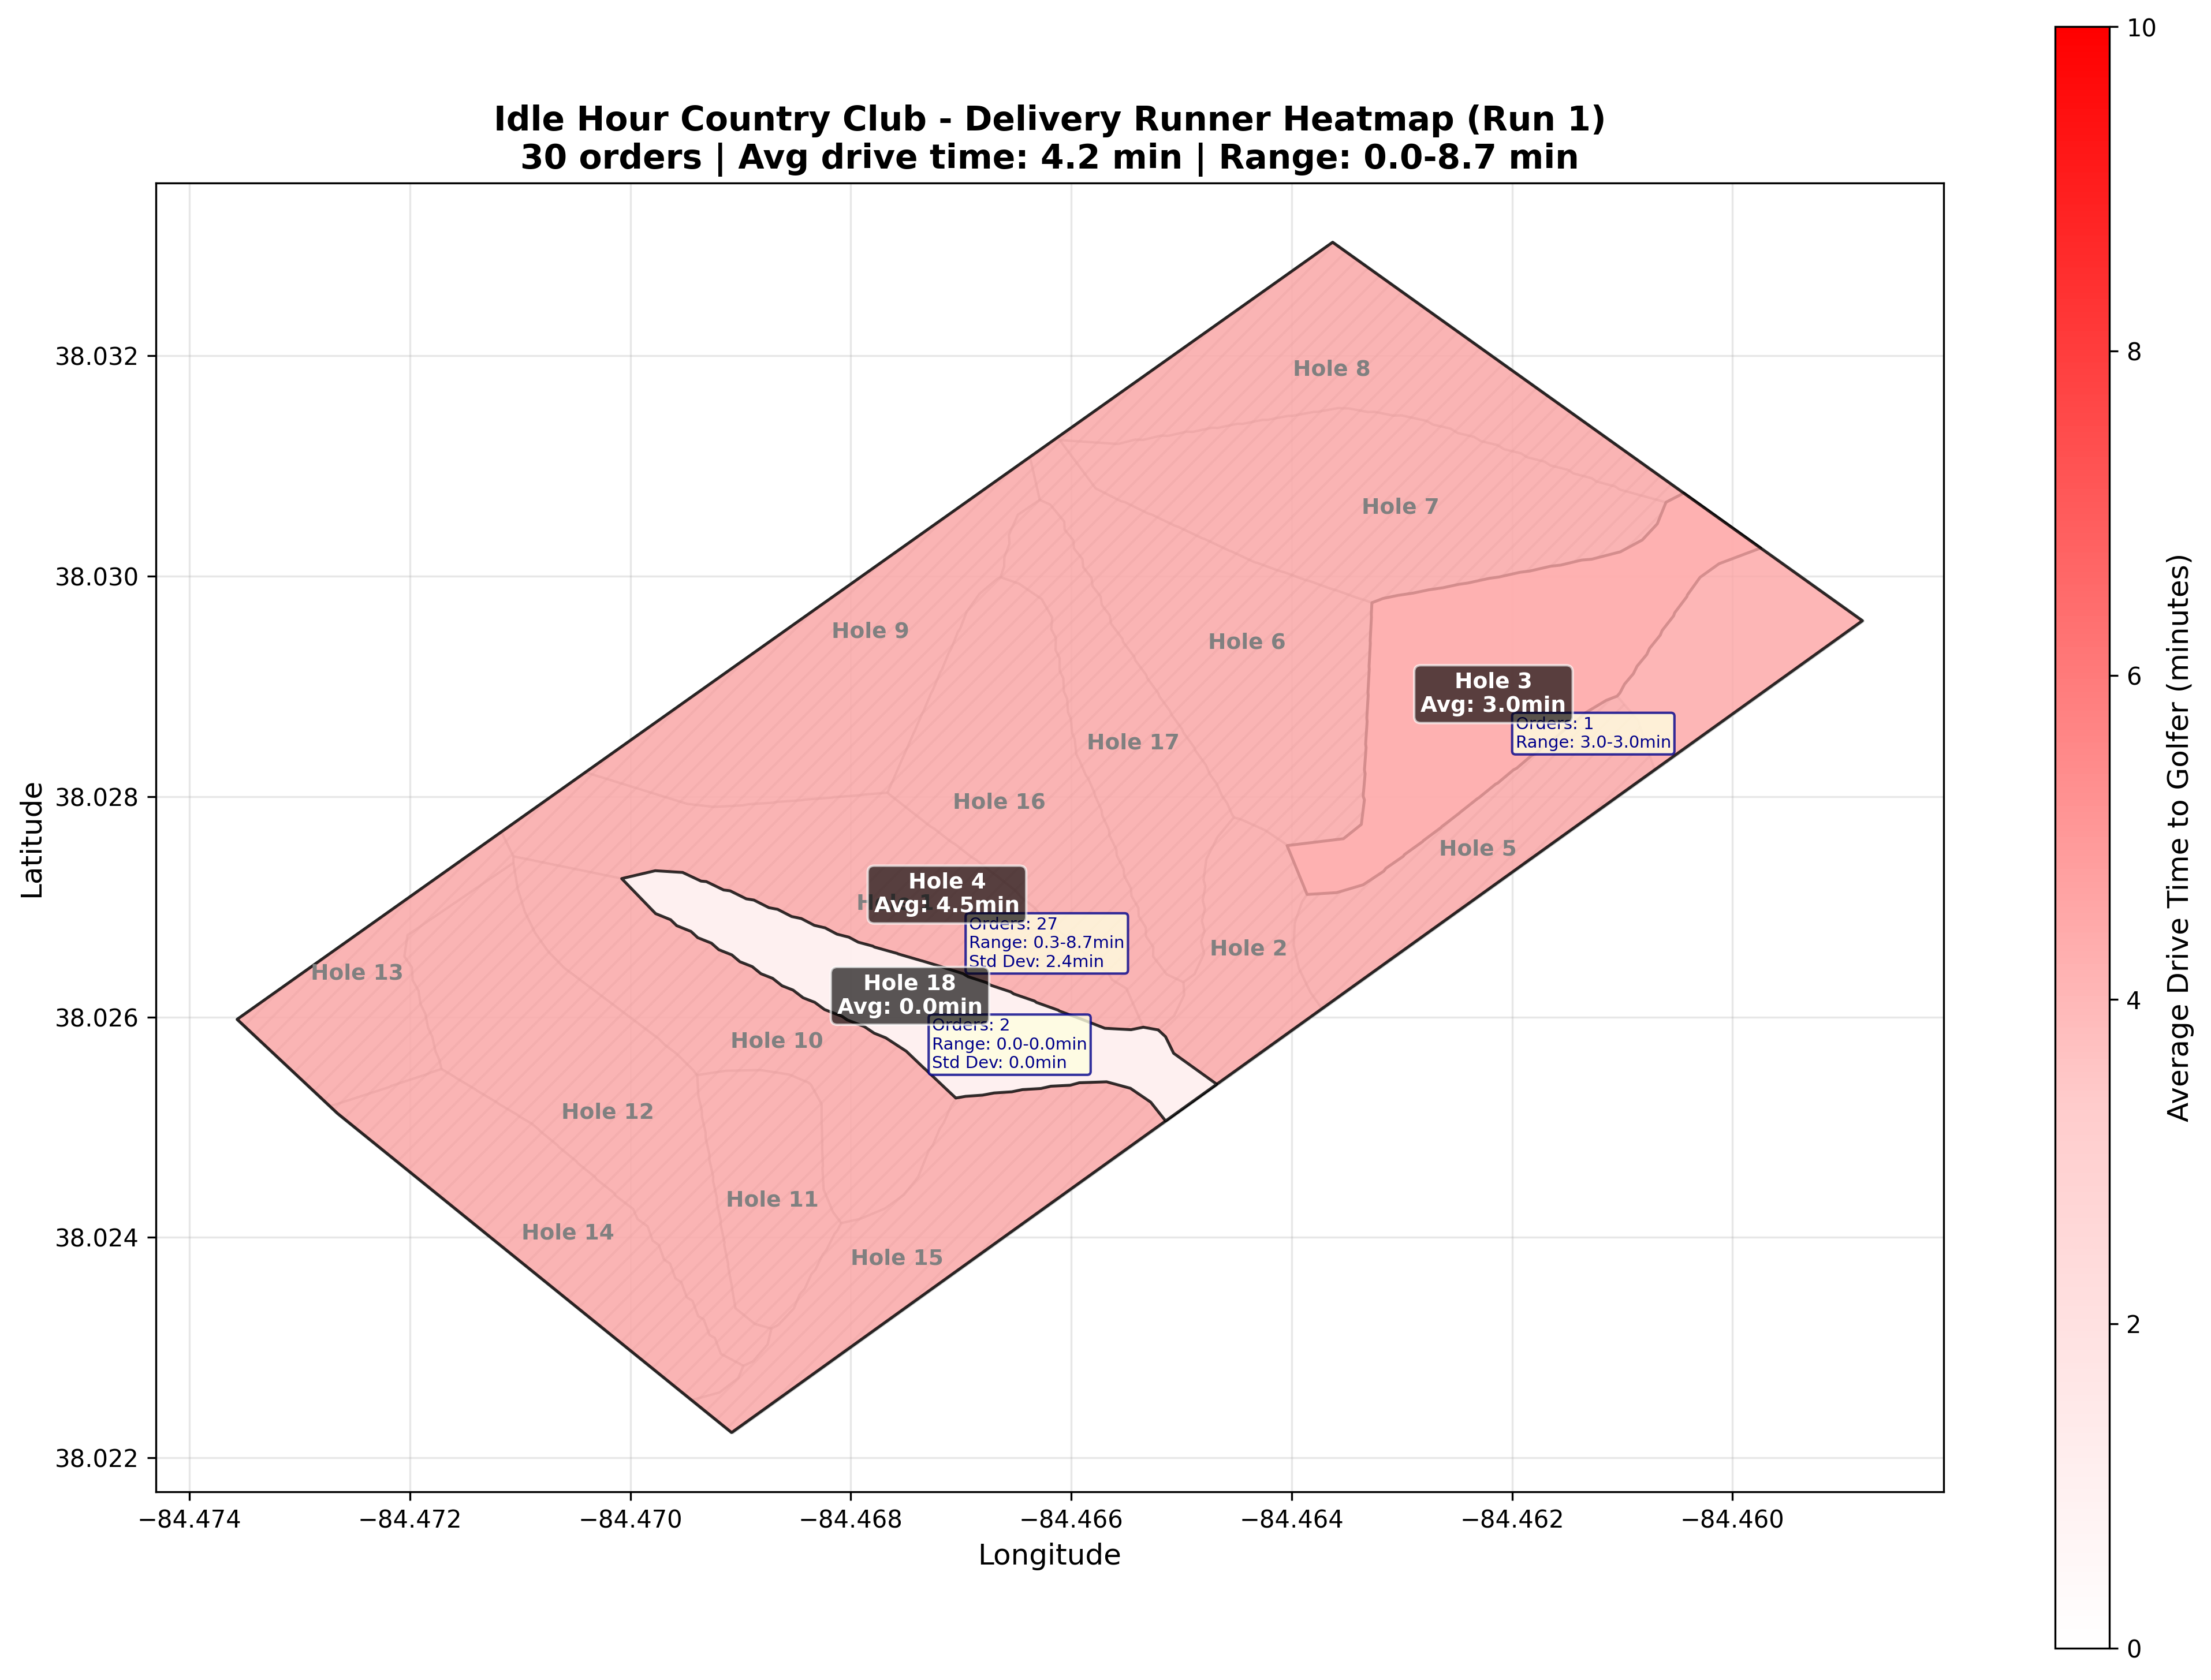 Idle Hour Country Club - Delivery Runner Heatmap (Run 1)
30 orders | Avg drive time: 4.2 min | Range: 0.0-8.7 min
Latitude
38.032
38.030
38.028
38.026
38.024
38.022
Hole 8
Hole 7
Hole 9
Hole 6
Hole 3
Avg: 3.0min
Orders: 1
Range: 3.0-3.0min
Hole 17
Hole 16
Hole 5
Hole 4
Avg: 4.5min
Orders: 27
Range: 0.3-8.7min
Std Dev: 2.4min
Hole 2
Hole 13
Hole 18
Avg: 0.0min
Orders: 2
Range: 0.0-0.0min
Std Dev: 0.0min
Hole 10
Hole 12
Hole 11
Hole 14
Hole 15
−84.474
−84.472
−84.470
−84.468
−84.466
−84.464
−84.462
−84.460
Longitude
10
8
6
4
2
0
Average Drive Time to Golfer (minutes)